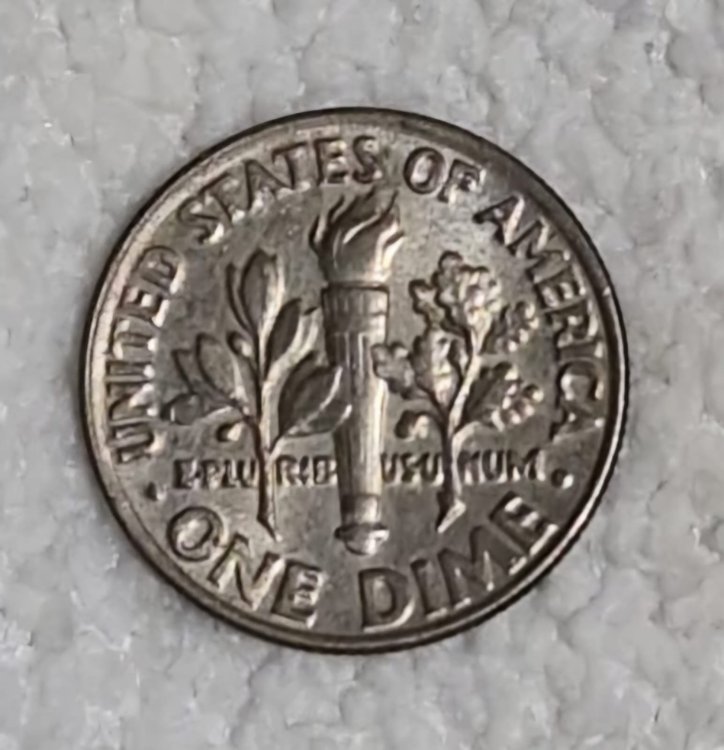 UNITED STATES OF AMERICA
E·PLURIBUS·UNUM
ONE DIME